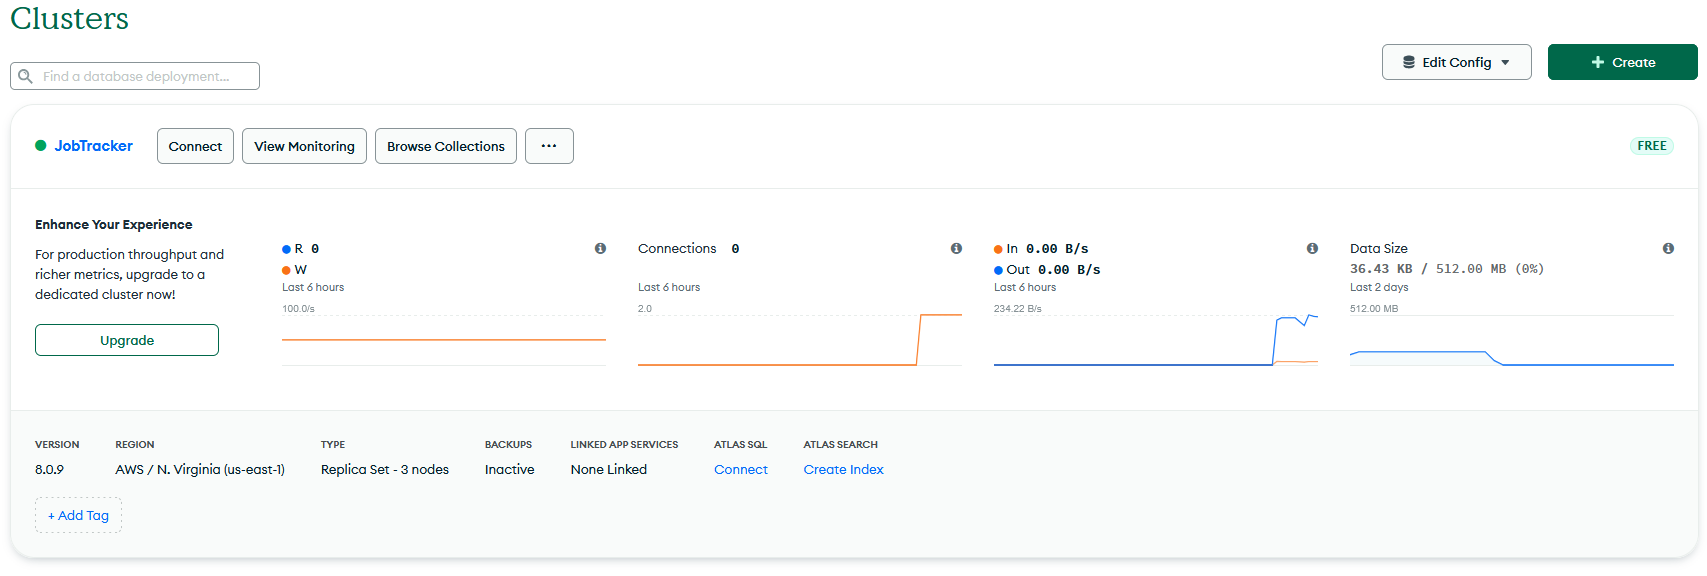 Clusters
Find a database deployment...
Edit Config
+ Create
JobTracker
Connect
View Monitoring
Browse Collections
...
FREE
Enhance Your Experience
For production throughput and
richer metrics, upgrade to a
dedicated cluster now!
Upgrade
R 0
W
Last 6 hours
100.0/s
Connections 0
Last 6 hours
2.0
In 0.00 B/s
Out 0.00 B/s
Last 6 hours
234.22 B/s
Data Size
36.43 KB / 512.00 MB (0%)
Last 2 days
512.00 MB
VERSION
8.0.9
REGION
AWS / N. Virginia (us-east-1)
TYPE
Replica Set - 3 nodes
BACKUPS
Inactive
LINKED APP SERVICES
None Linked
ATLAS SQL
Connect
ATLAS SEARCH
Create Index
+ Add Tag